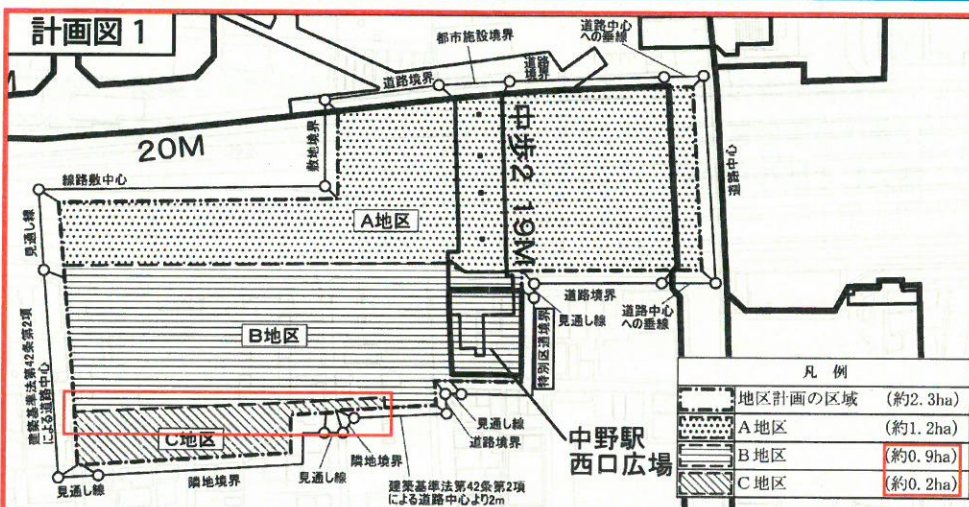 計画図1
都市施設境界
道路中心
への垂線
道路境界
道路
境界
20M
敷地境界
中歩2 19M
道路中心
線路敷中心
見通し線
A地区
道路境界
道路中心
への垂線
見通し線
特別区道境界
B地区
建築基準法第42条第2項
による道路中心
C地区
見通し線
道路境界
中野駅
西口広場
隣地境界
見通し線
見通し線
隣地境界
建築基準法第42条第2項
による道路中心より2m
凡例
地区計画の区域 (約2.3ha)
A地区 (約1.2ha)
B地区 (約0.9ha)
C地区 (約0.2ha)